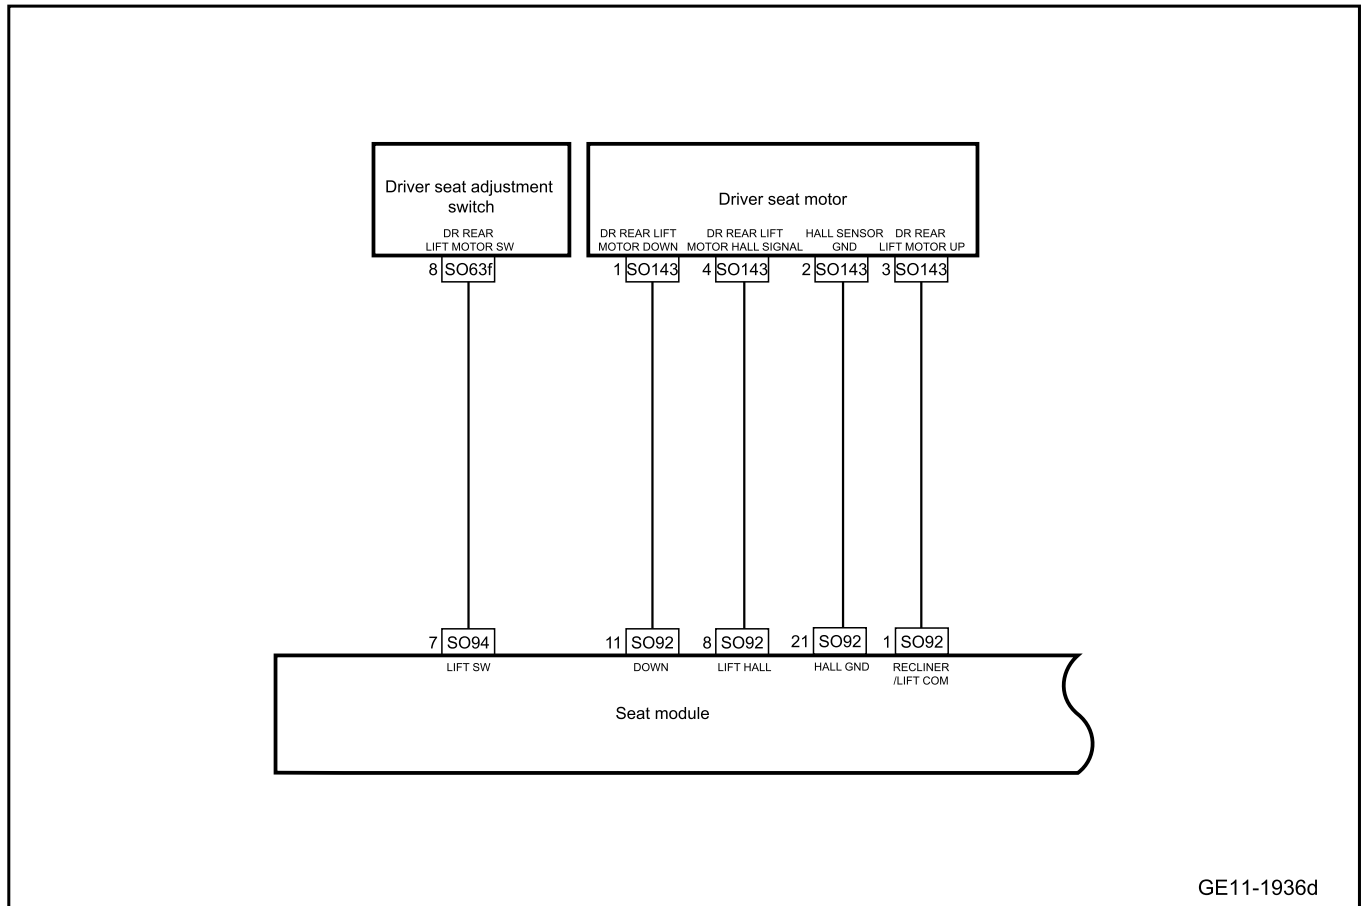 Driver seat adjustment
switch
DR REAR
LIFT MOTOR SW
8 SO63f
Driver seat motor
DR REAR LIFT
MOTOR DOWN
1 SO143
DR REAR LIFT
MOTOR HALL SIGNAL
4 SO143
HALL SENSOR
GND
2 SO143
DR REAR
LIFT MOTOR UP
3 SO143
7 SO94
LIFT SW
11 SO92
DOWN
8 SO92
LIFT HALL
21 SO92
HALL GND
1 SO92
RECLINER
/LIFT COM
Seat module
GE11-1936d